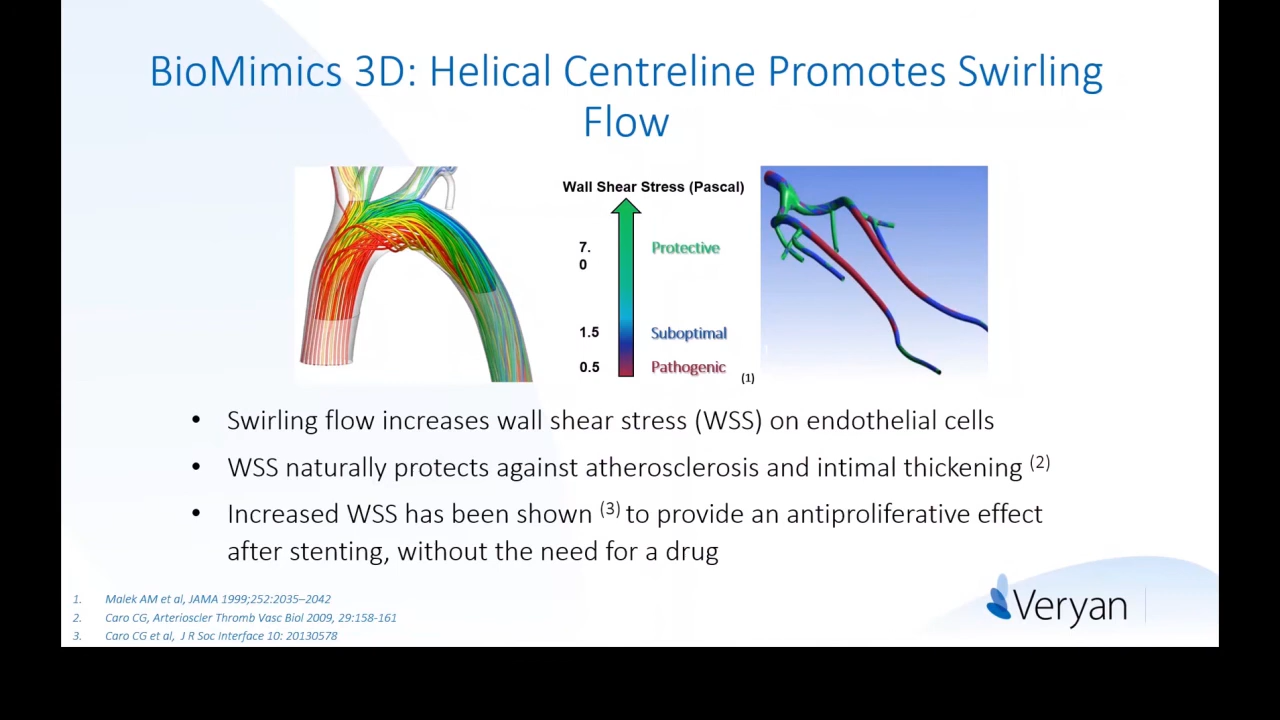 BioMimics 3D: Helical Centreline Promotes Swirling
Flow
Wall Shear Stress (Pascal)
7.
0
Protective
1.5
Suboptimal
0.5
Pathogenic
(1)
• Swirling flow increases wall shear stress (WSS) on endothelial cells
• WSS naturally protects against atherosclerosis and intimal thickening (2)
• Increased WSS has been shown (3) to provide an antiproliferative effect
after stenting, without the need for a drug
1. Malek AM et al, JAMA 1999;252:2035–2042
2. Caro CG, Arterioscler Thromb Vasc Biol 2009, 29:158-161
3. Caro CG et al, J R Soc Interface 10: 20130578
Veryan